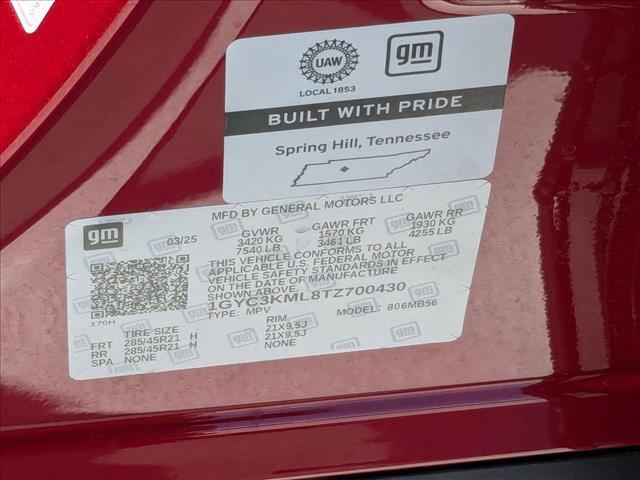 UAW
gm
LOCAL 1853
BUILT WITH PRIDE
Spring Hill, Tennessee
MFD BY GENERAL MOTORS LLC
gm
03/25
GVWR GAWR FRT GAWR RR
3420 KG 1570 KG 1930 KG
7540 LB 3461 LB 4255 LB
THIS VEHICLE CONFORMS TO ALL
APPLICABLE U.S. FEDERAL MOTOR
VEHICLE SAFETY STANDARDS IN EFFECT
ON THE DATE OF MANUFACTURE
SHOWN ABOVE
1GYC3KML8TZ700430
170H
TYPE: MPV MODEL: 806MB56
TIRE SIZE RIM
FRT 285/45R21 H 21X9.5J
RR 285/45R21 H 21X9.5J
SPA NONE NONE